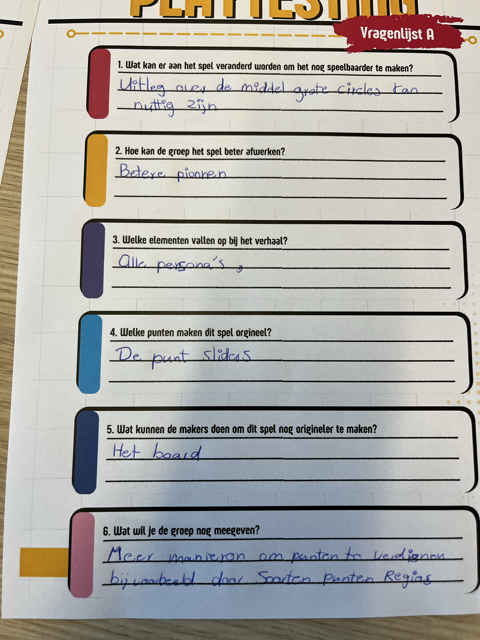 PLAYTESTING
Vragenlijst A
1. Wat kan er aan het spel veranderd worden om het nog speelbaarder te maken?
Uitleg over de middel grote circles kan
nuttig zijn
2. Hoe kan de groep het spel beter afwerken?
Betere pionnen
3. Welke elementen vallen op bij het verhaal?
Alle persona's,
4. Welke punten maken dit spel orgineel?
De punt sliders
5. Wat kunnen de makers doen om dit spel nog origineler te maken?
Het board
6. Wat wil je de groep nog meegeven?
Meer manieren om punten te verdienen
bijvoorbeeld door Soorten punten Regios